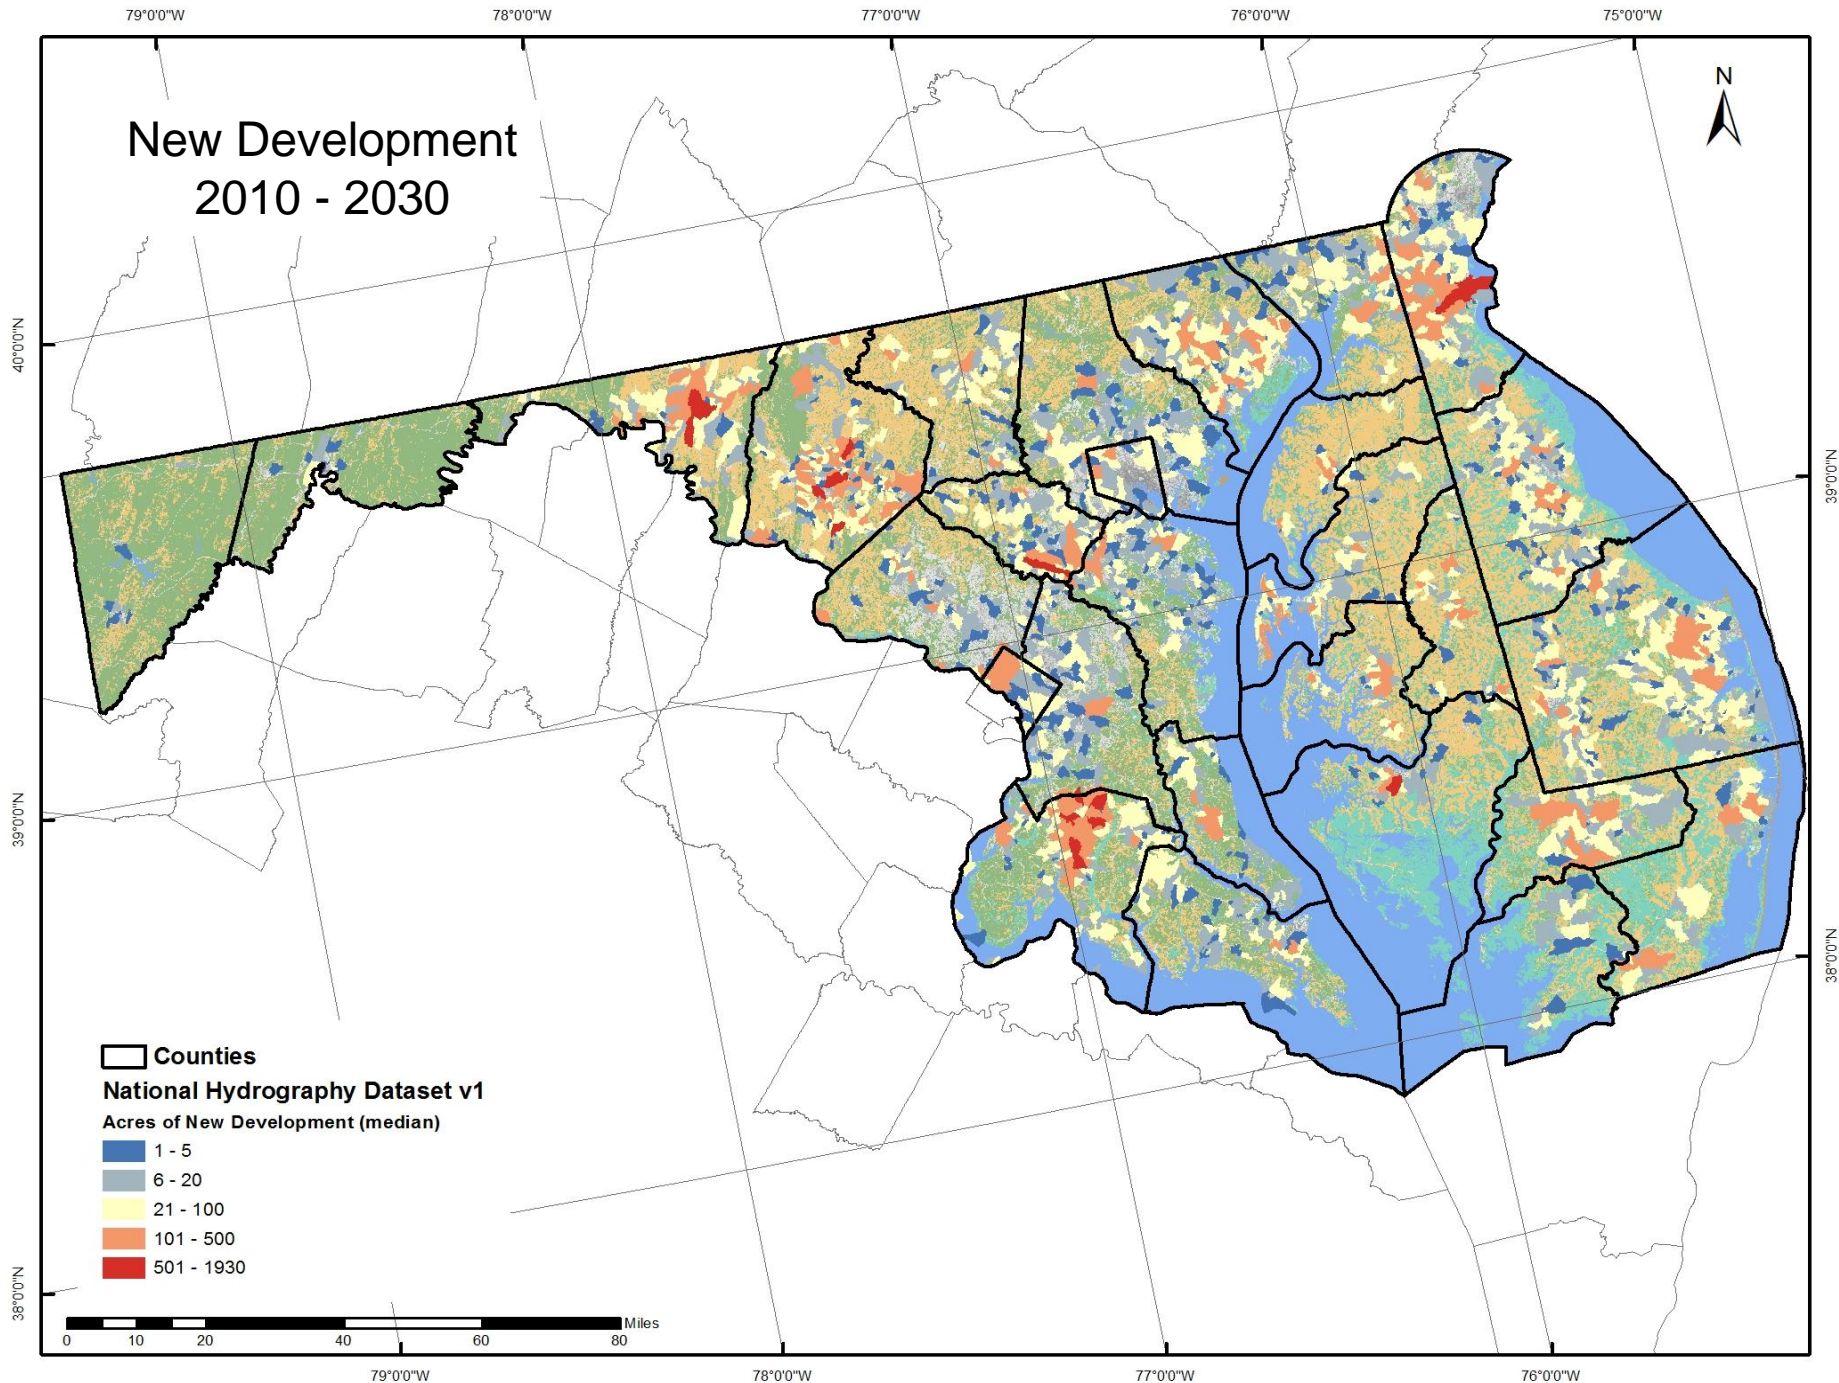 79°0'0"W 78°0'0"W 77°0'0"W 76°0'0"W 75°0'0"W
N
New Development
2010 - 2030
40°0'0"N
39°0'0"N
39°0'0"N
38°0'0"N
38°0'0"N
Counties
National Hydrography Dataset v1
Acres of New Development (median)
1 - 5
6 - 20
21 - 100
101 - 500
501 - 1930
Miles
0 10 20 40 60 80
79°0'0"W 78°0'0"W 77°0'0"W 76°0'0"W